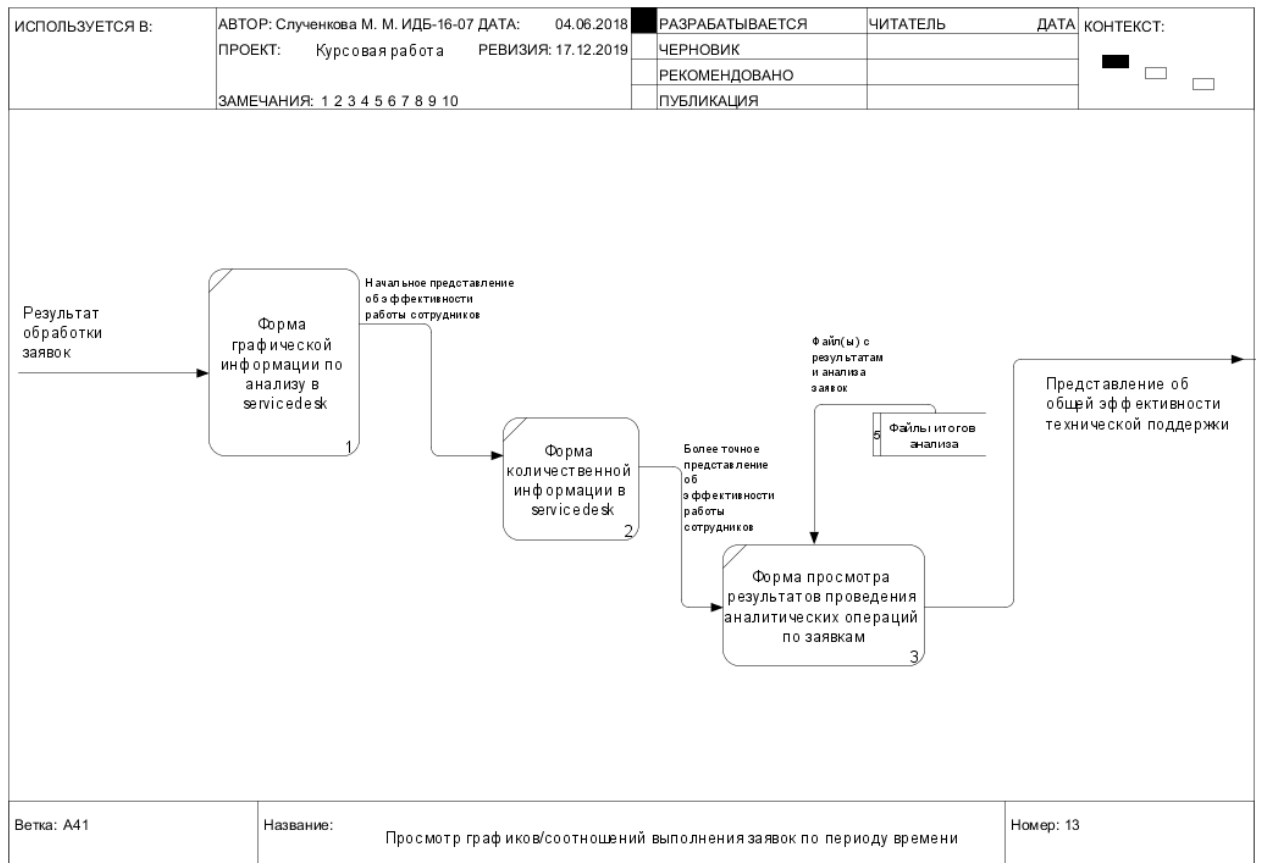 ИСПОЛЬЗУЕТСЯ В:
АВТОР: Слученкова М. М. ИДБ-16-07 ДАТА: 04.06.2018
ПРОЕКТ: Курсовая работа РЕВИЗИЯ: 17.12.2019
ЗАМЕЧАНИЯ: 1 2 3 4 5 6 7 8 9 10
РАЗРАБАТЫВАЕТСЯ
ЧЕРНОВИК
РЕКОМЕНДОВАНО
ПУБЛИКАЦИЯ
ЧИТАТЕЛЬ ДАТА
КОНТЕКСТ:
Результат
обработки
заявок
Форма
графической
информации по
анализу в
servicedesk
1
Начальное представление
об эффективности
работы сотрудников
Форма
количественной
информации в
servicedesk
2
Более точное
представление
об
эффективности
работы
сотрудников
Файл(ы) с
результатам
и анализа
заявок
5
Файлы итогов
анализа
Форма просмотра
результатов проведения
аналитических операций
по заявкам
3
Представление об
общей эффективности
технической поддержки
Ветка: A41
Название:
Просмотр графиков/соотношений выполнения заявок по периоду времени
Номер: 13